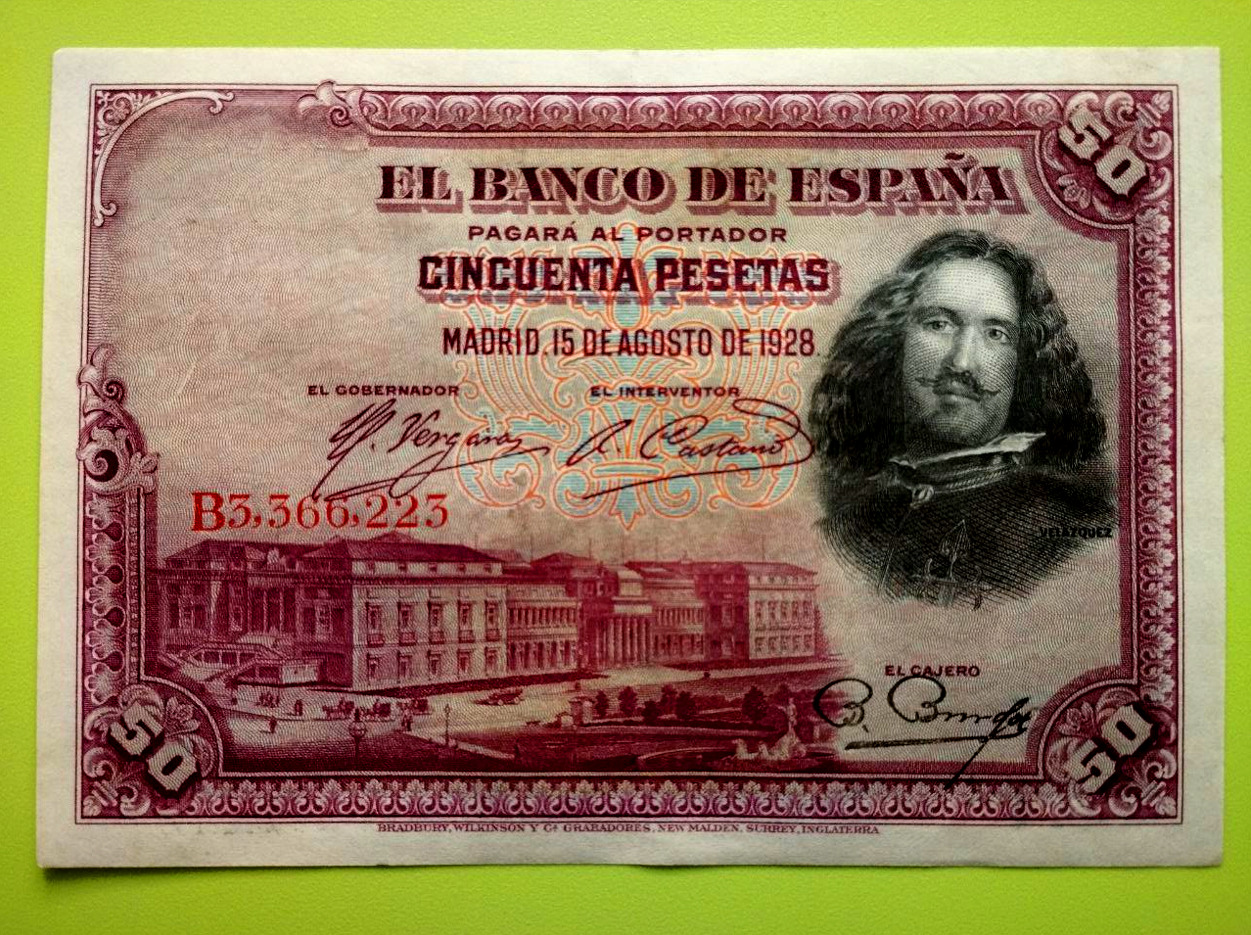 50
EL BANCO DE ESPAÑA
PAGARÁ AL PORTADOR
CINCUENTA PESETAS
MADRID 15 DE AGOSTO DE 1928.
EL GOBERNADOR
EL INTERVENTOR
B3,366,223
VELÁZQUEZ
EL CAJERO
50
50
BRADBURY, WILKINSON Y Cª GRABADORES, NEW MALDEN, SURREY, INGLATERRA